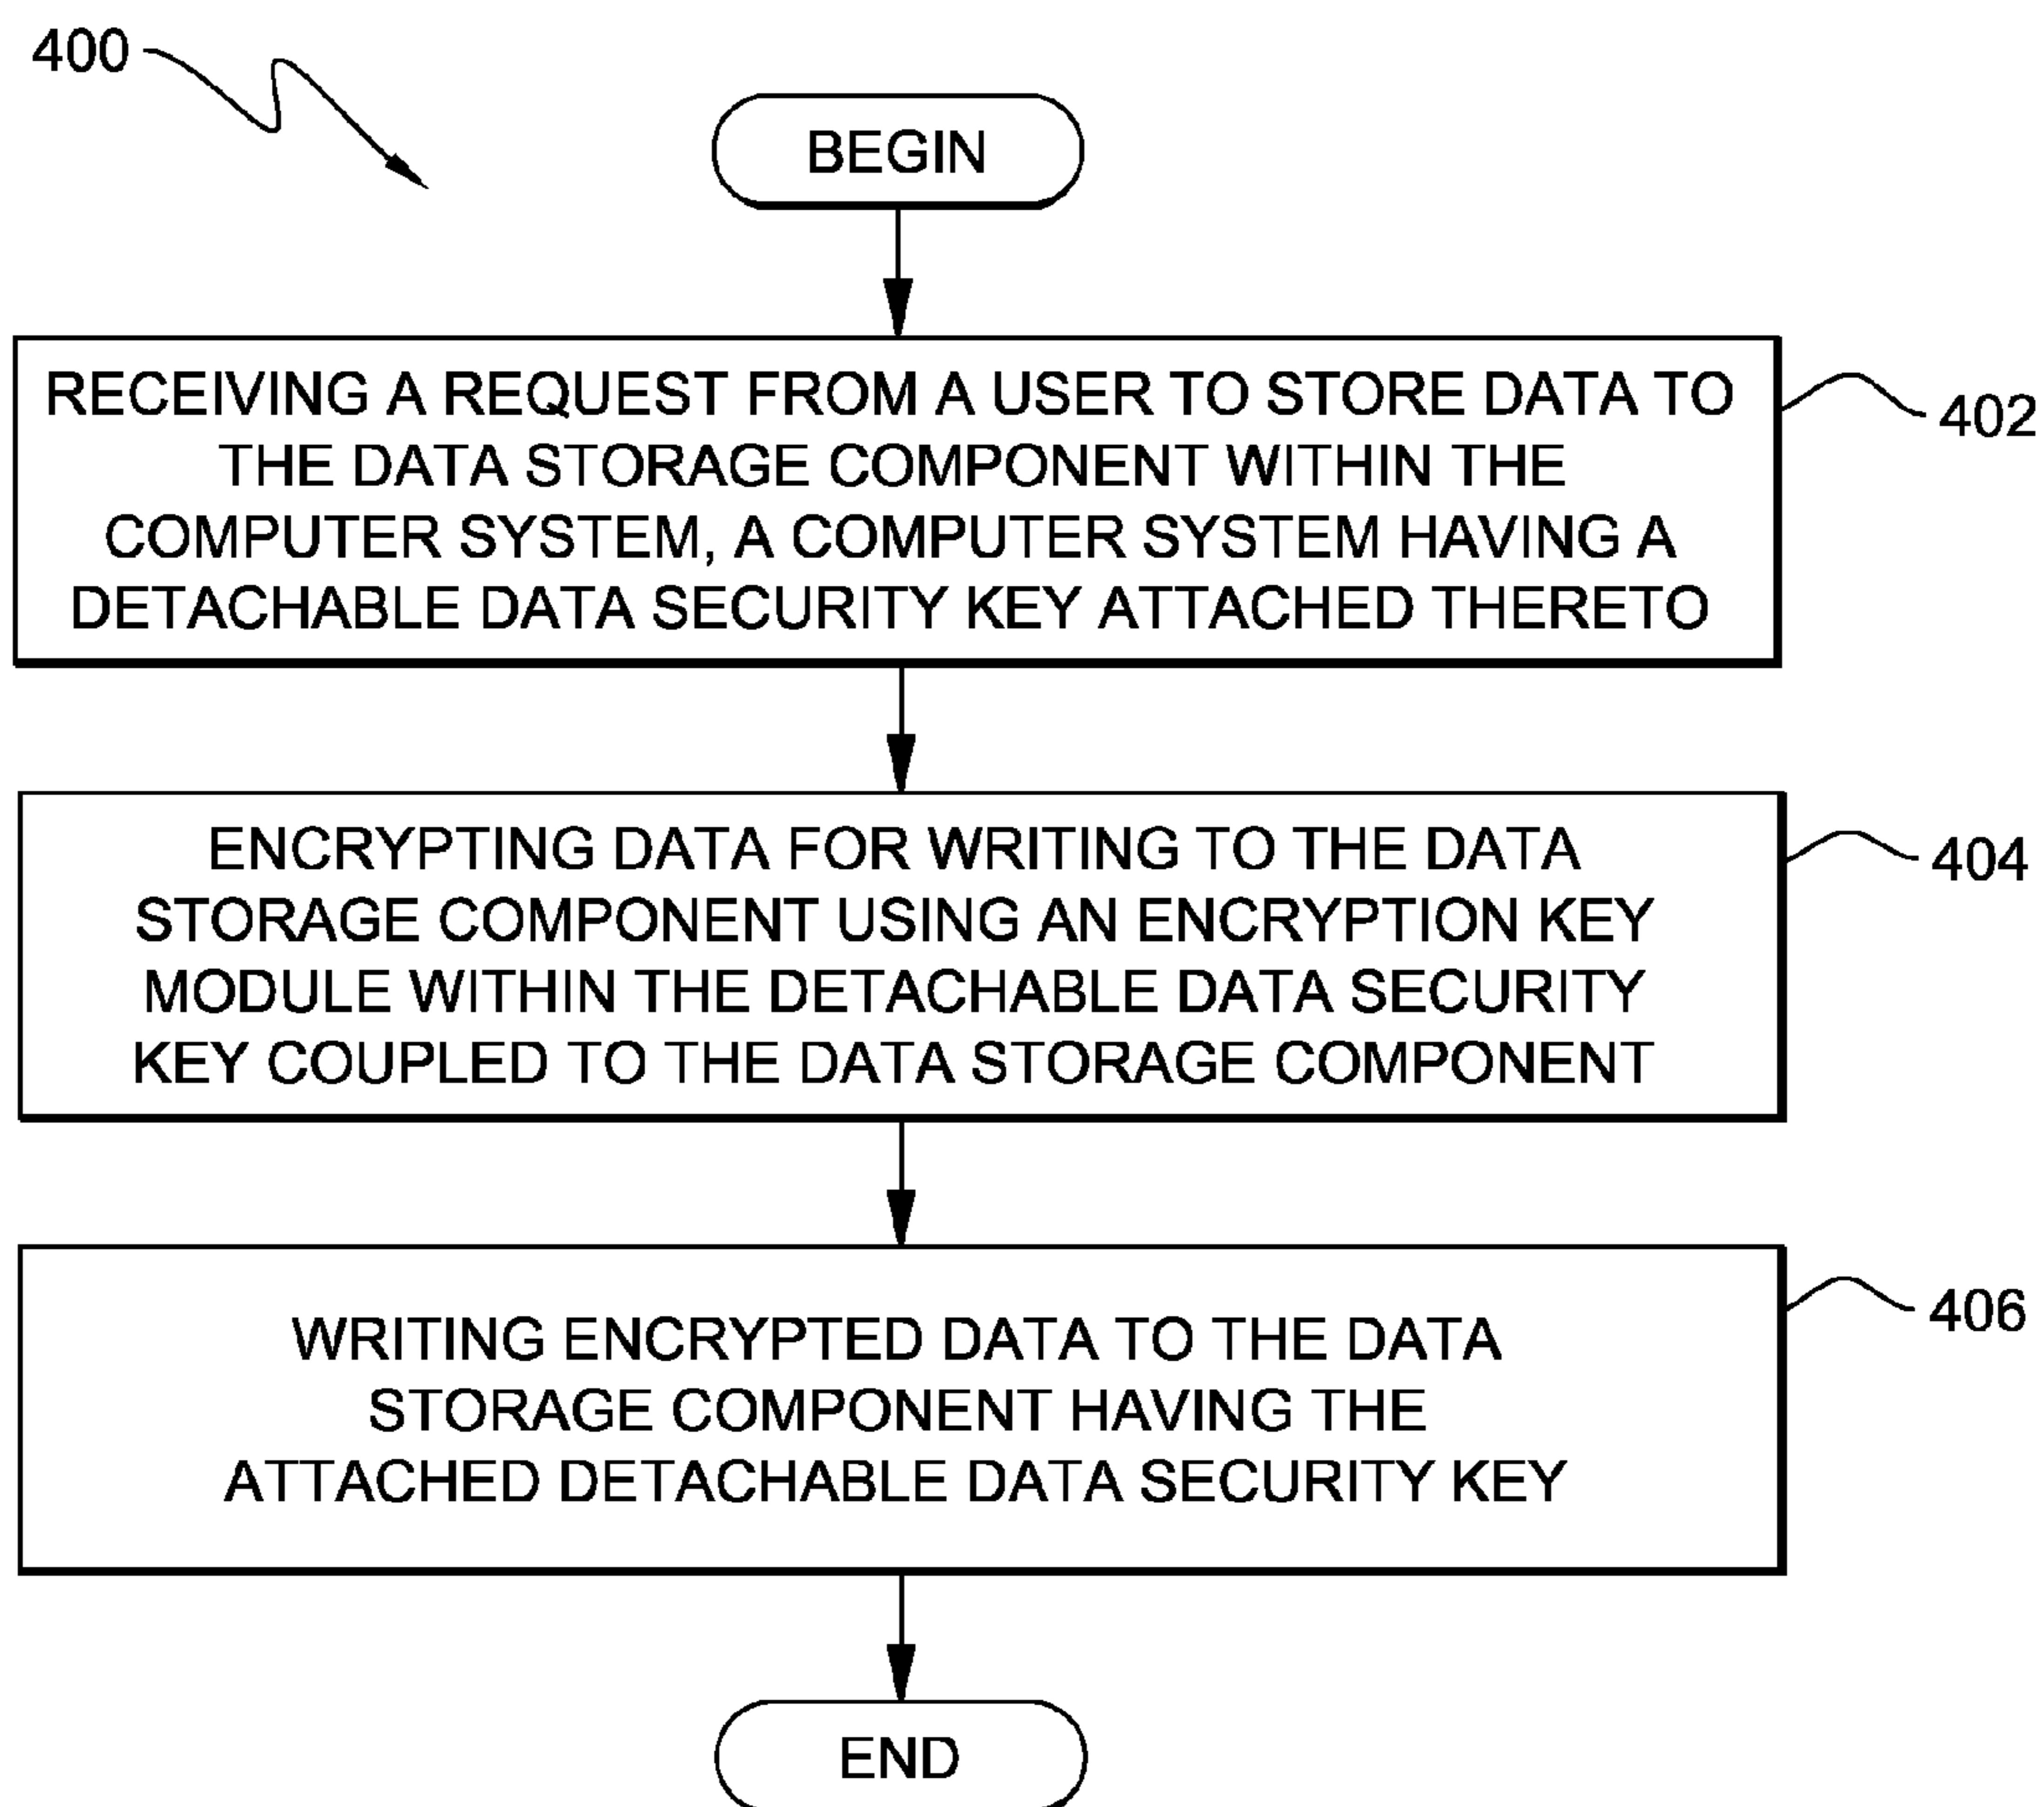 400
BEGIN
RECEIVING A REQUEST FROM A USER TO STORE DATA TO
THE DATA STORAGE COMPONENT WITHIN THE
COMPUTER SYSTEM, A COMPUTER SYSTEM HAVING A
DETACHABLE DATA SECURITY KEY ATTACHED THERETO
402
ENCRYPTING DATA FOR WRITING TO THE DATA
STORAGE COMPONENT USING AN ENCRYPTION KEY
MODULE WITHIN THE DETACHABLE DATA SECURITY
KEY COUPLED TO THE DATA STORAGE COMPONENT
404
WRITING ENCRYPTED DATA TO THE DATA
STORAGE COMPONENT HAVING THE
ATTACHED DETACHABLE DATA SECURITY KEY
406
END